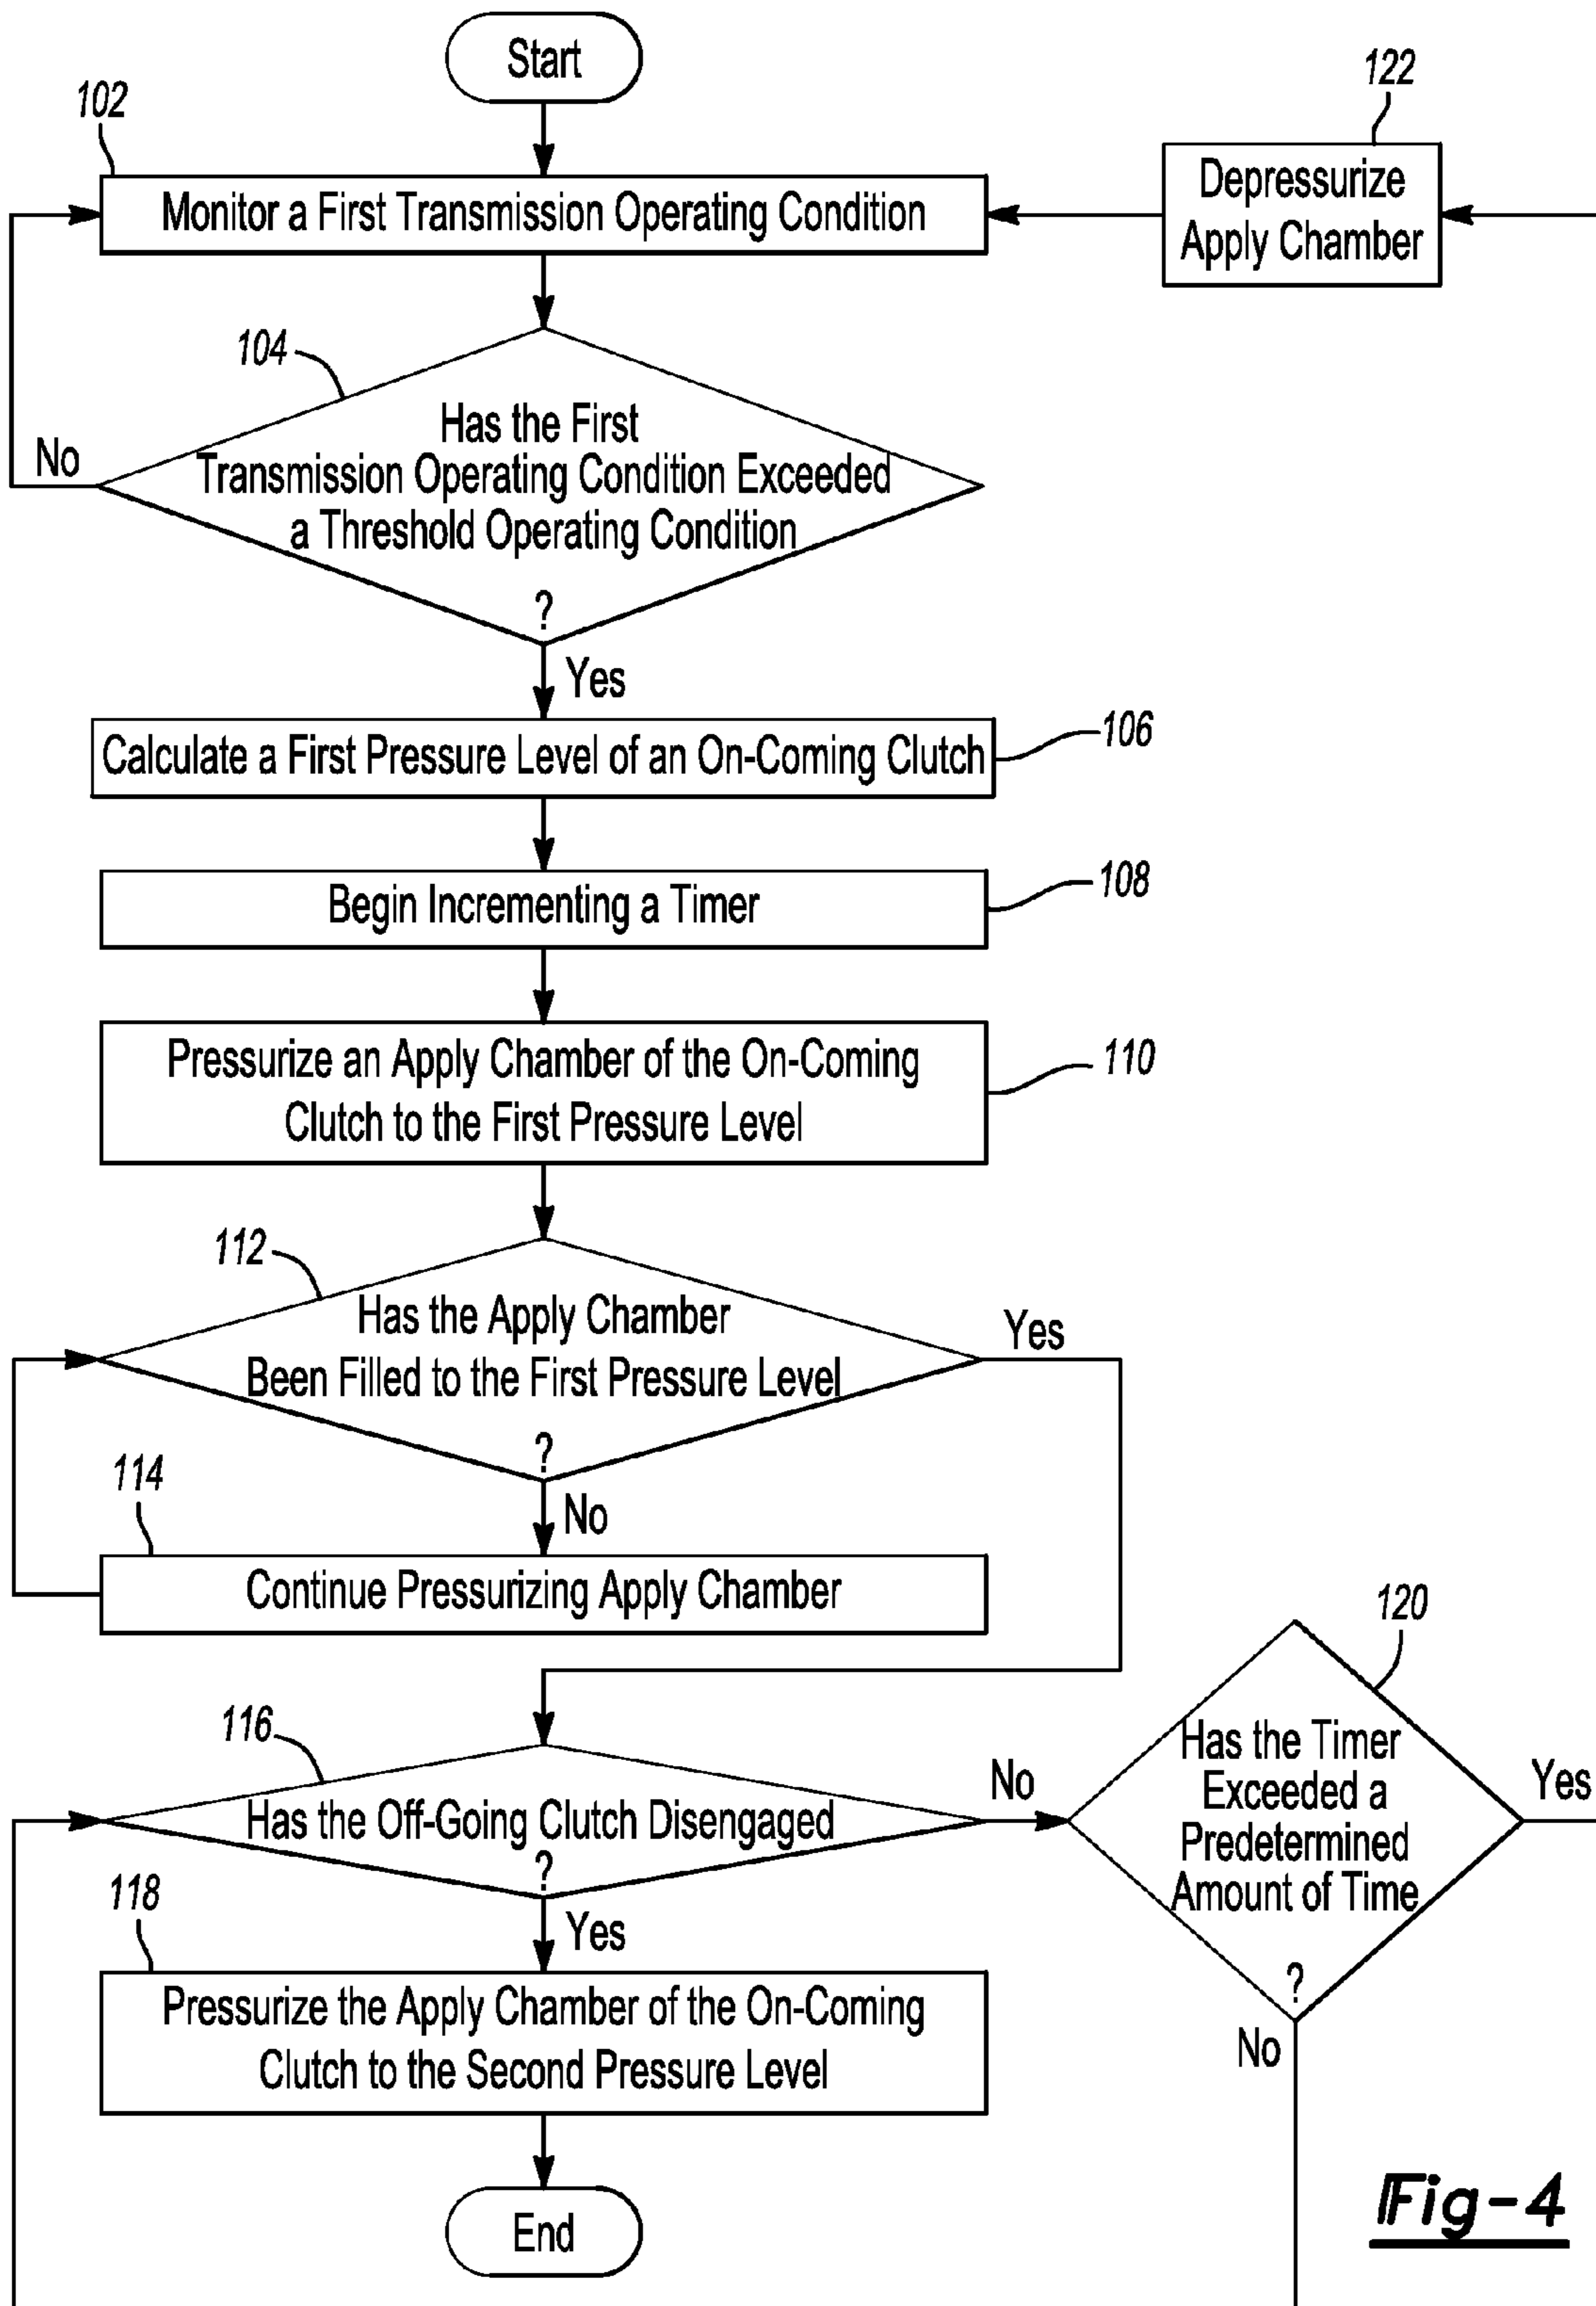 Start
102
Monitor a First Transmission Operating Condition
122
Depressurize
Apply Chamber
104
Has the First
Transmission Operating Condition Exceeded
a Threshold Operating Condition
?
No
Yes
Calculate a First Pressure Level of an On-Coming Clutch
106
Begin Incrementing a Timer
108
Pressurize an Apply Chamber of the On-Coming
Clutch to the First Pressure Level
110
112
Has the Apply Chamber
Been Filled to the First Pressure Level
?
Yes
No
114
Continue Pressurizing Apply Chamber
116
Has the Off-Going Clutch Disengaged
?
No
Yes
120
Has the Timer
Exceeded a
Predetermined
Amount of Time
?
Yes
No
118
Pressurize the Apply Chamber of the On-Coming
Clutch to the Second Pressure Level
End
Fig-4